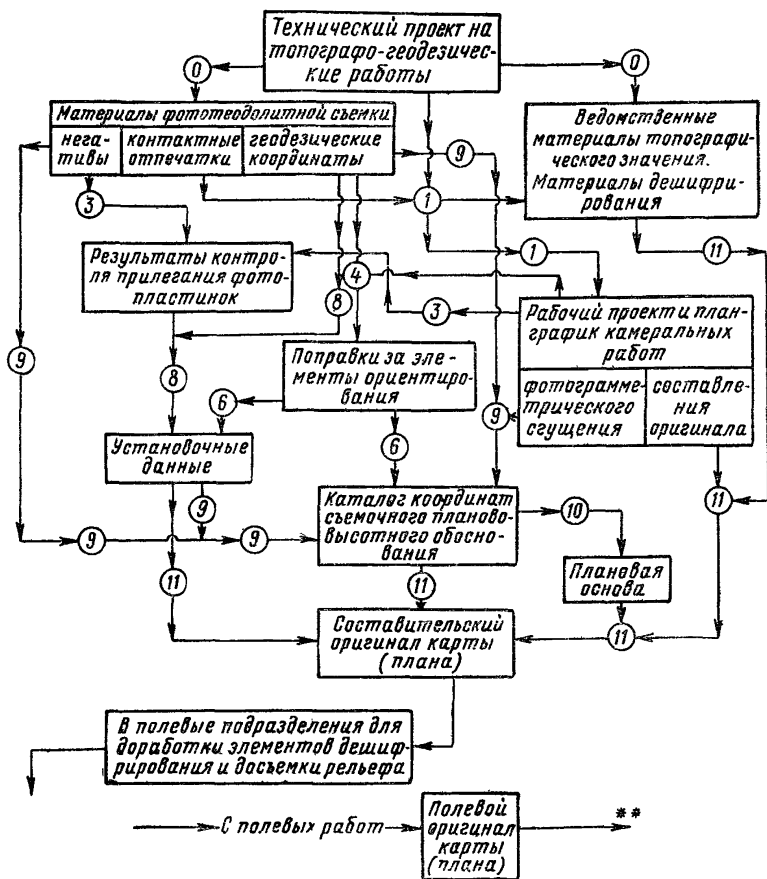 Технический проект на
топографо-геодезиче-
ские работы
0
0
Материалы фототеодолитной съемки
нега-
тивы
контактные
отпечатки
геодезические
координаты
Ведомственные
материалы топографи-
ческого значения.
Материалы дешифри-
рования
9
3
1
1
11
Результаты контро-
ля прилегания фото-
пластинок
4
8
3
Рабочий проект и план-
график камеральных
работ
фотограмме-
трического
сгущения
составле-
ния
оригинала
9
8
Поправки за эле-
менты ориентиро-
вания
6
9
6
Установочные
данные
11
9
Каталог координат
съемочного планово-
высотного обосно-
вания
10
9
9
11
11
Плановая
основа
Составительский
оригинал карты
(плана)
11
В полевые подразделения для
доработки элементов дешиф-
рирования и досъемки рельефа
С полевых работ
Полевой
оригинал
карты
(плана)
**